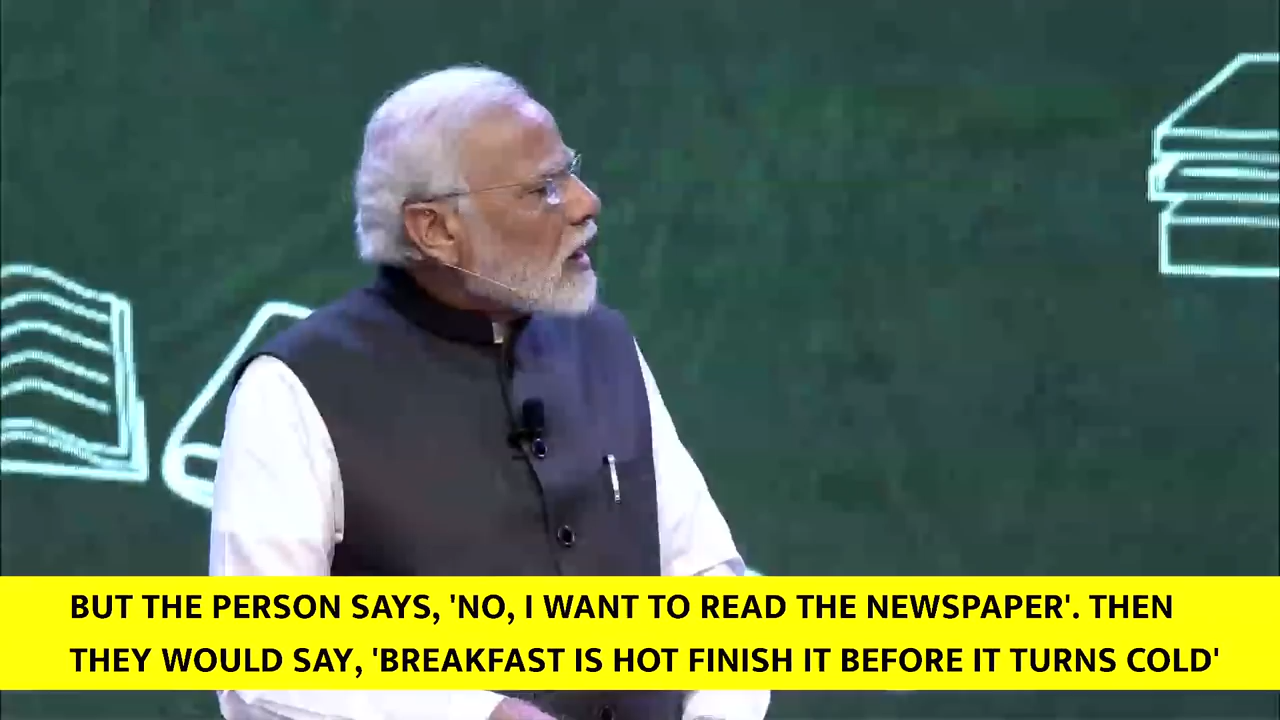 BUT THE PERSON SAYS, 'NO, I WANT TO READ THE NEWSPAPER'. THEN
THEY WOULD SAY, 'BREAKFAST IS HOT FINISH IT BEFORE IT TURNS COLD'